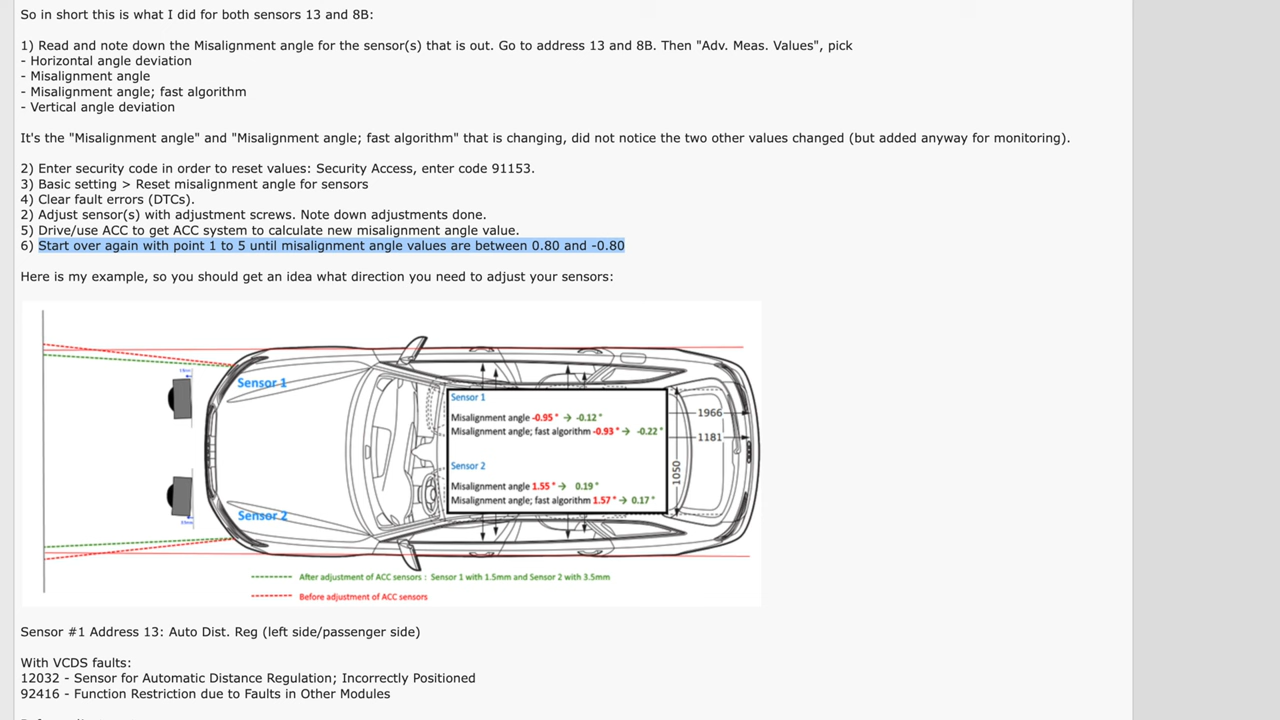 So in short this is what I did for both sensors 13 and 8B:
1) Read and note down the Misalignment angle for the sensor(s) that is out. Go to address 13 and 8B. Then "Adv. Meas. Values", pick
- Horizontal angle deviation
- Misalignment angle
- Misalignment angle; fast algorithm
- Vertical angle deviation
It's the "Misalignment angle" and "Misalignment angle; fast algorithm" that is changing, did not notice the two other values changed (but added anyway for monitoring).
2) Enter security code in order to reset values: Security Access, enter code 91153.
3) Basic setting > Reset misalignment angle for sensors
4) Clear fault errors (DTCs).
2) Adjust sensor(s) with adjustment screws. Note down adjustments done.
5) Drive/use ACC to get ACC system to calculate new misalignment angle value.
6) Start over again with point 1 to 5 until misalignment angle values are between 0.80 and -0.80
Here is my example, so you should get an idea what direction you need to adjust your sensors:
Sensor 1
Sensor 1
Misalignment angle -0.95° → -0.12°
Misalignment angle; fast algorithm -0.93° → -0.22°
Sensor 2
Misalignment angle 1.55° → 0.19°
Misalignment angle; fast algorithm 1.57° → 0.17°
1966
1181
1050
Sensor 2
After adjustment of ACC sensors : Sensor 1 with 1.5mm and Sensor 2 with 3.5mm
Before adjustment of ACC sensors
Sensor #1 Address 13: Auto Dist. Reg (left side/passenger side)
With VCDS faults:
12032 - Sensor for Automatic Distance Regulation; Incorrectly Positioned
92416 - Function Restriction due to Faults in Other Modules